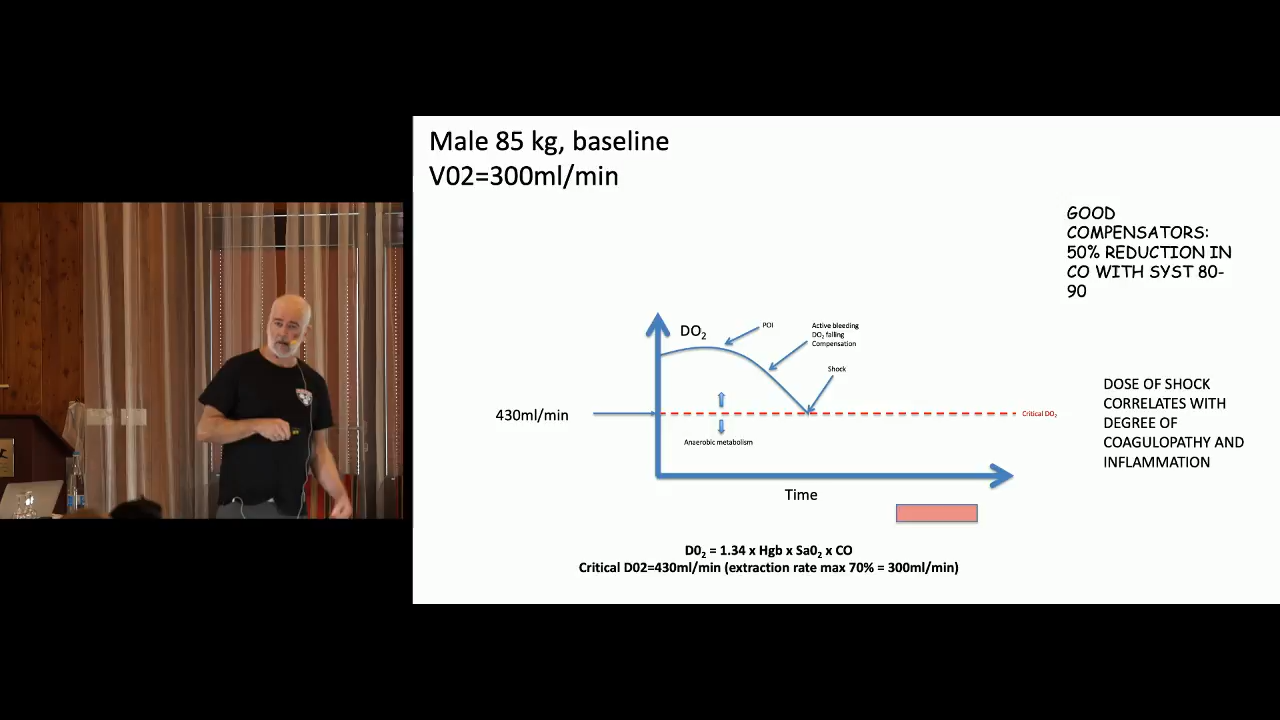 Male 85 kg, baseline
V02=300ml/min
GOOD
COMPENSATORS:
50% REDUCTION IN
CO WITH SYST 80-
90
DO₂
POI
Active bleeding
DO₂ falling
Compensation
Shock
430ml/min
Critical DO₂
Anaerobic metabolism
DOSE OF SHOCK
CORRELATES WITH
DEGREE OF
COAGULOPATHY AND
INFLAMMATION
Time
D0₂ = 1.34 x Hgb x Sa0₂ x CO
Critical D02=430ml/min (extraction rate max 70% = 300ml/min)